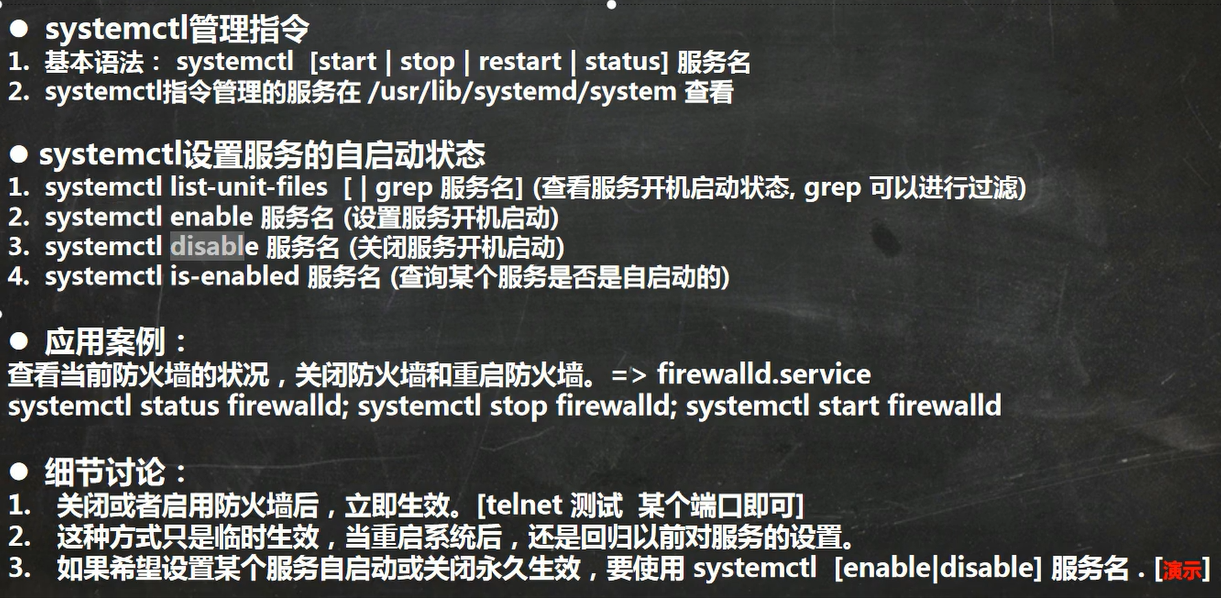 ● systemctl管理指令
1. 基本语法： systemctl [start | stop | restart | status] 服务名
2. systemctl指令管理的服务在 /usr/lib/systemd/system 查看
● systemctl设置服务的自启动状态
1. systemctl list-unit-files [ | grep 服务名] (查看服务开机启动状态, grep 可以进行过滤)
2. systemctl enable 服务名 (设置服务开机启动)
3. systemctl disable 服务名 (关闭服务开机启动)
4. systemctl is-enabled 服务名 (查询某个服务是否是自启动的)
● 应用案例：
查看当前防火墙的状况，关闭防火墙和重启防火墙。=> firewalld.service
systemctl status firewalld; systemctl stop firewalld; systemctl start firewalld
● 细节讨论：
1. 关闭或者启用防火墙后，立即生效。[telnet 测试 某个端口即可]
2. 这种方式只是临时生效，当重启系统后，还是回归以前对服务的设置。
3. 如果希望设置某个服务自启动或关闭永久生效，要使用 systemctl [enable|disable] 服务名 . [演示]